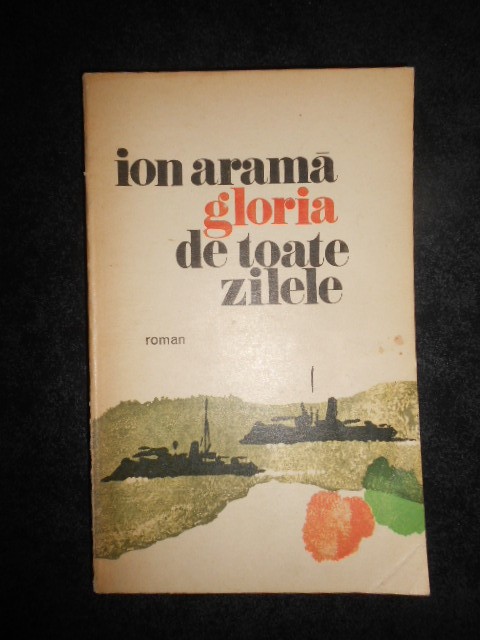 ion aramă
gloria
de toate
zilele
roman